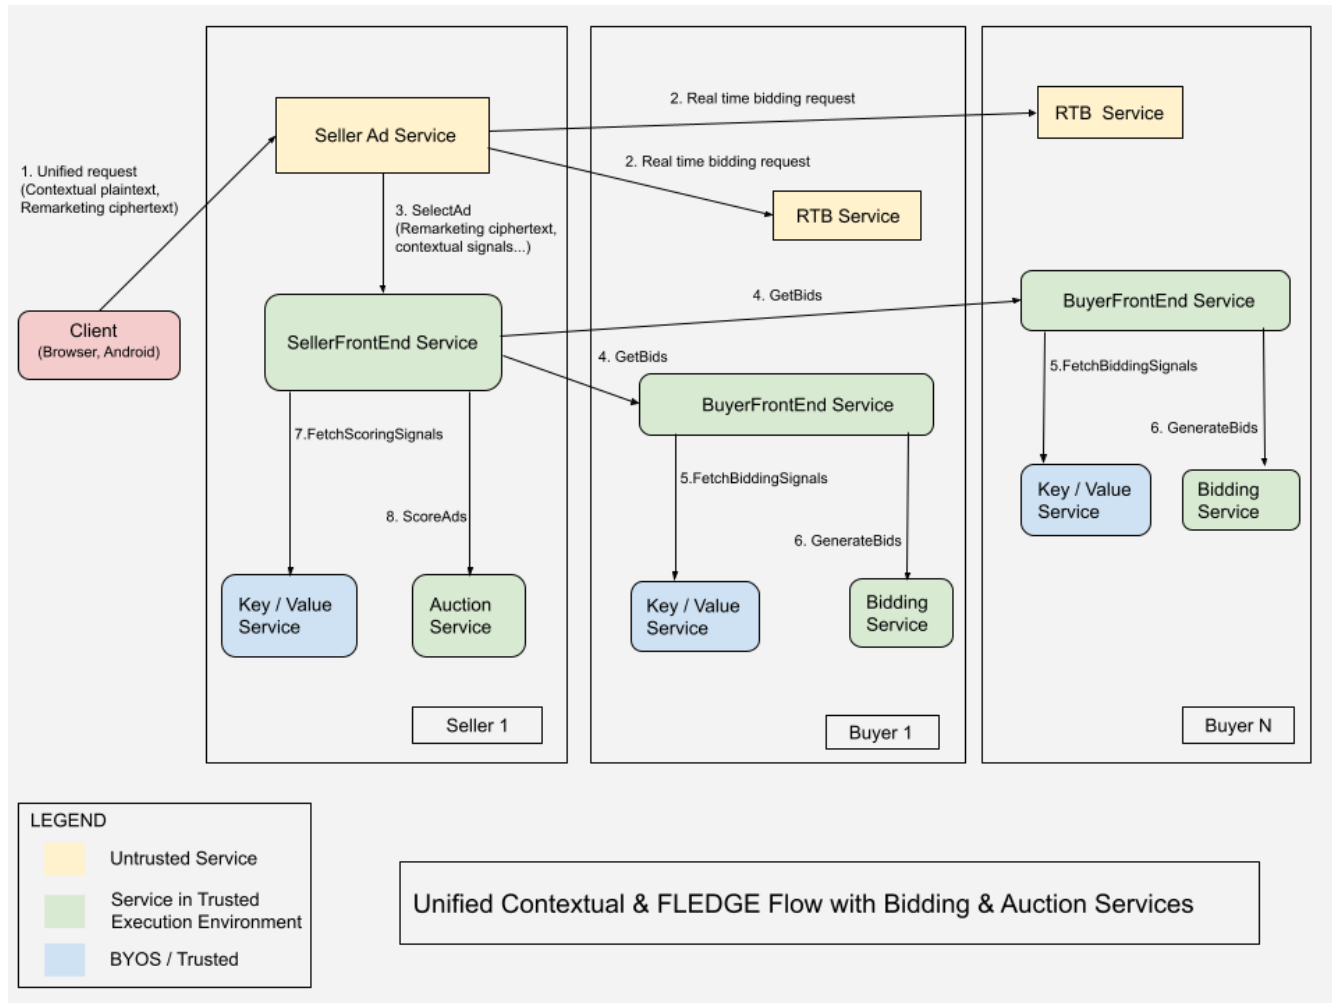 2. Real time bidding request
RTB  Service
Seller Ad Service
1. Unified request
(Contextual plaintext,
Remarketing ciphertext)
2. Real time bidding request
RTB Service
3. SelectAd
(Remarketing ciphertext,
contextual signals...)
Client
(Browser, Android)
SellerFrontEnd Service
4. GetBids
BuyerFrontEnd Service
4. GetBids
BuyerFrontEnd Service
5.FetchBiddingSignals
6. GenerateBids
7.FetchScoringSignals
8. ScoreAds
5.FetchBiddingSignals
6. GenerateBids
Key / Value
Service
Bidding
Service
Key / Value
Service
Auction
Service
Key / Value
Service
Bidding
Service
Seller 1
Buyer 1
Buyer N
LEGEND
Untrusted Service
Service in Trusted
Execution Environment
BYOS / Trusted
Unified Contextual & FLEDGE Flow with Bidding & Auction Services